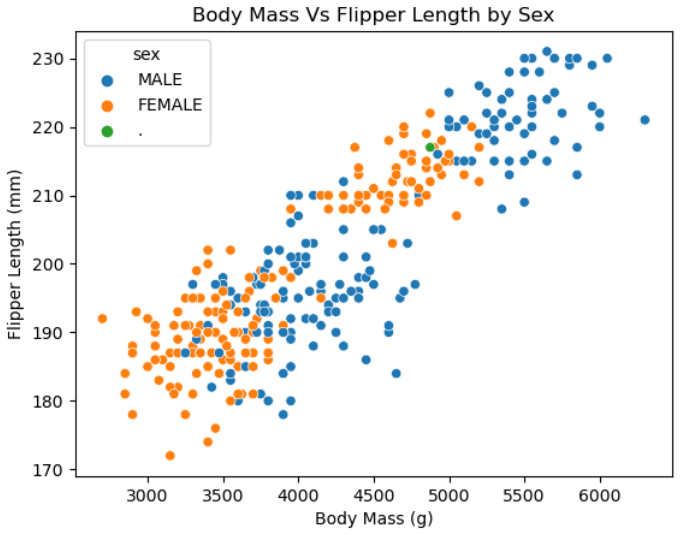 Body Mass Vs Flipper Length by Sex
sex
MALE
FEMALE
.
Flipper Length (mm)
230
220
210
200
190
180
170
3000 3500 4000 4500 5000 5500 6000
Body Mass (g)